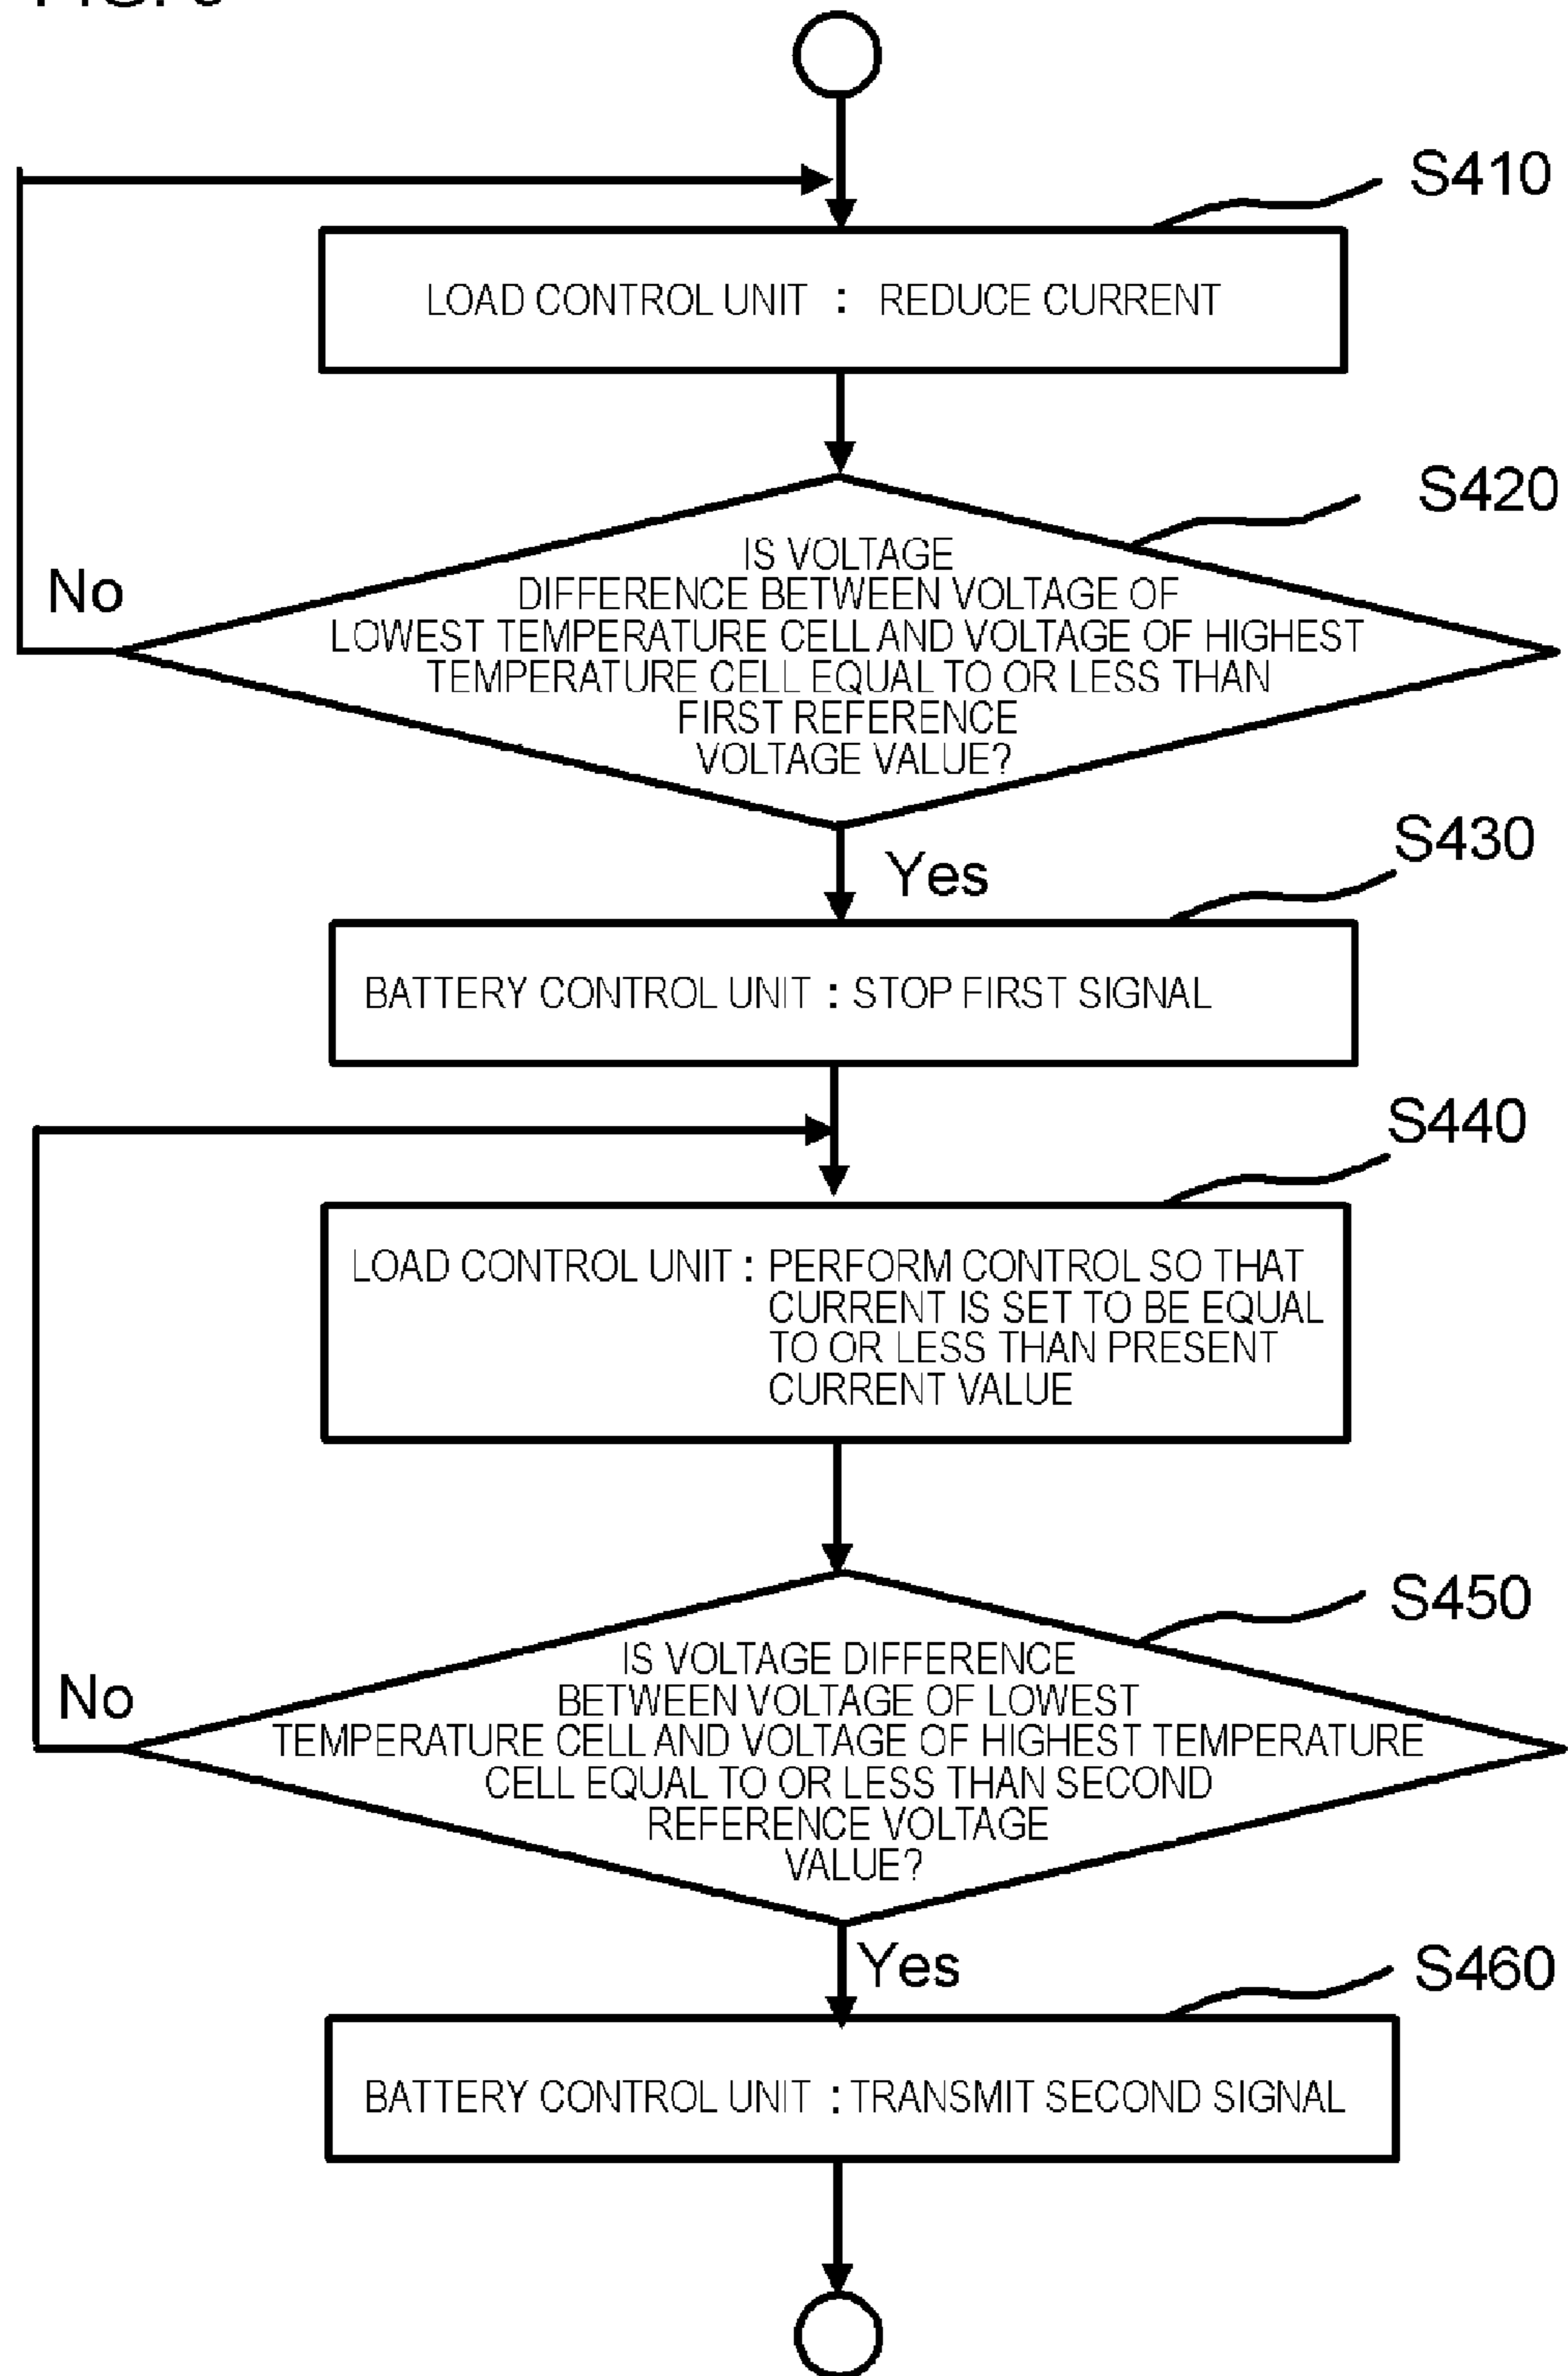 S410
LOAD CONTROL UNIT : REDUCE CURRENT
S420
IS VOLTAGE
DIFFERENCE BETWEEN VOLTAGE OF
LOWEST TEMPERATURE CELL AND VOLTAGE OF HIGHEST
TEMPERATURE CELL EQUAL TO OR LESS THAN
FIRST REFERENCE
VOLTAGE VALUE?
No
Yes
S430
BATTERY CONTROL UNIT : STOP FIRST SIGNAL
S440
LOAD CONTROL UNIT : PERFORM CONTROL SO THAT
CURRENT IS SET TO BE EQUAL
TO OR LESS THAN PRESENT
CURRENT VALUE
S450
IS VOLTAGE DIFFERENCE
BETWEEN VOLTAGE OF LOWEST
TEMPERATURE CELL AND VOLTAGE OF HIGHEST TEMPERATURE
CELL EQUAL TO OR LESS THAN SECOND
REFERENCE VOLTAGE
VALUE?
No
Yes
S460
BATTERY CONTROL UNIT : TRANSMIT SECOND SIGNAL